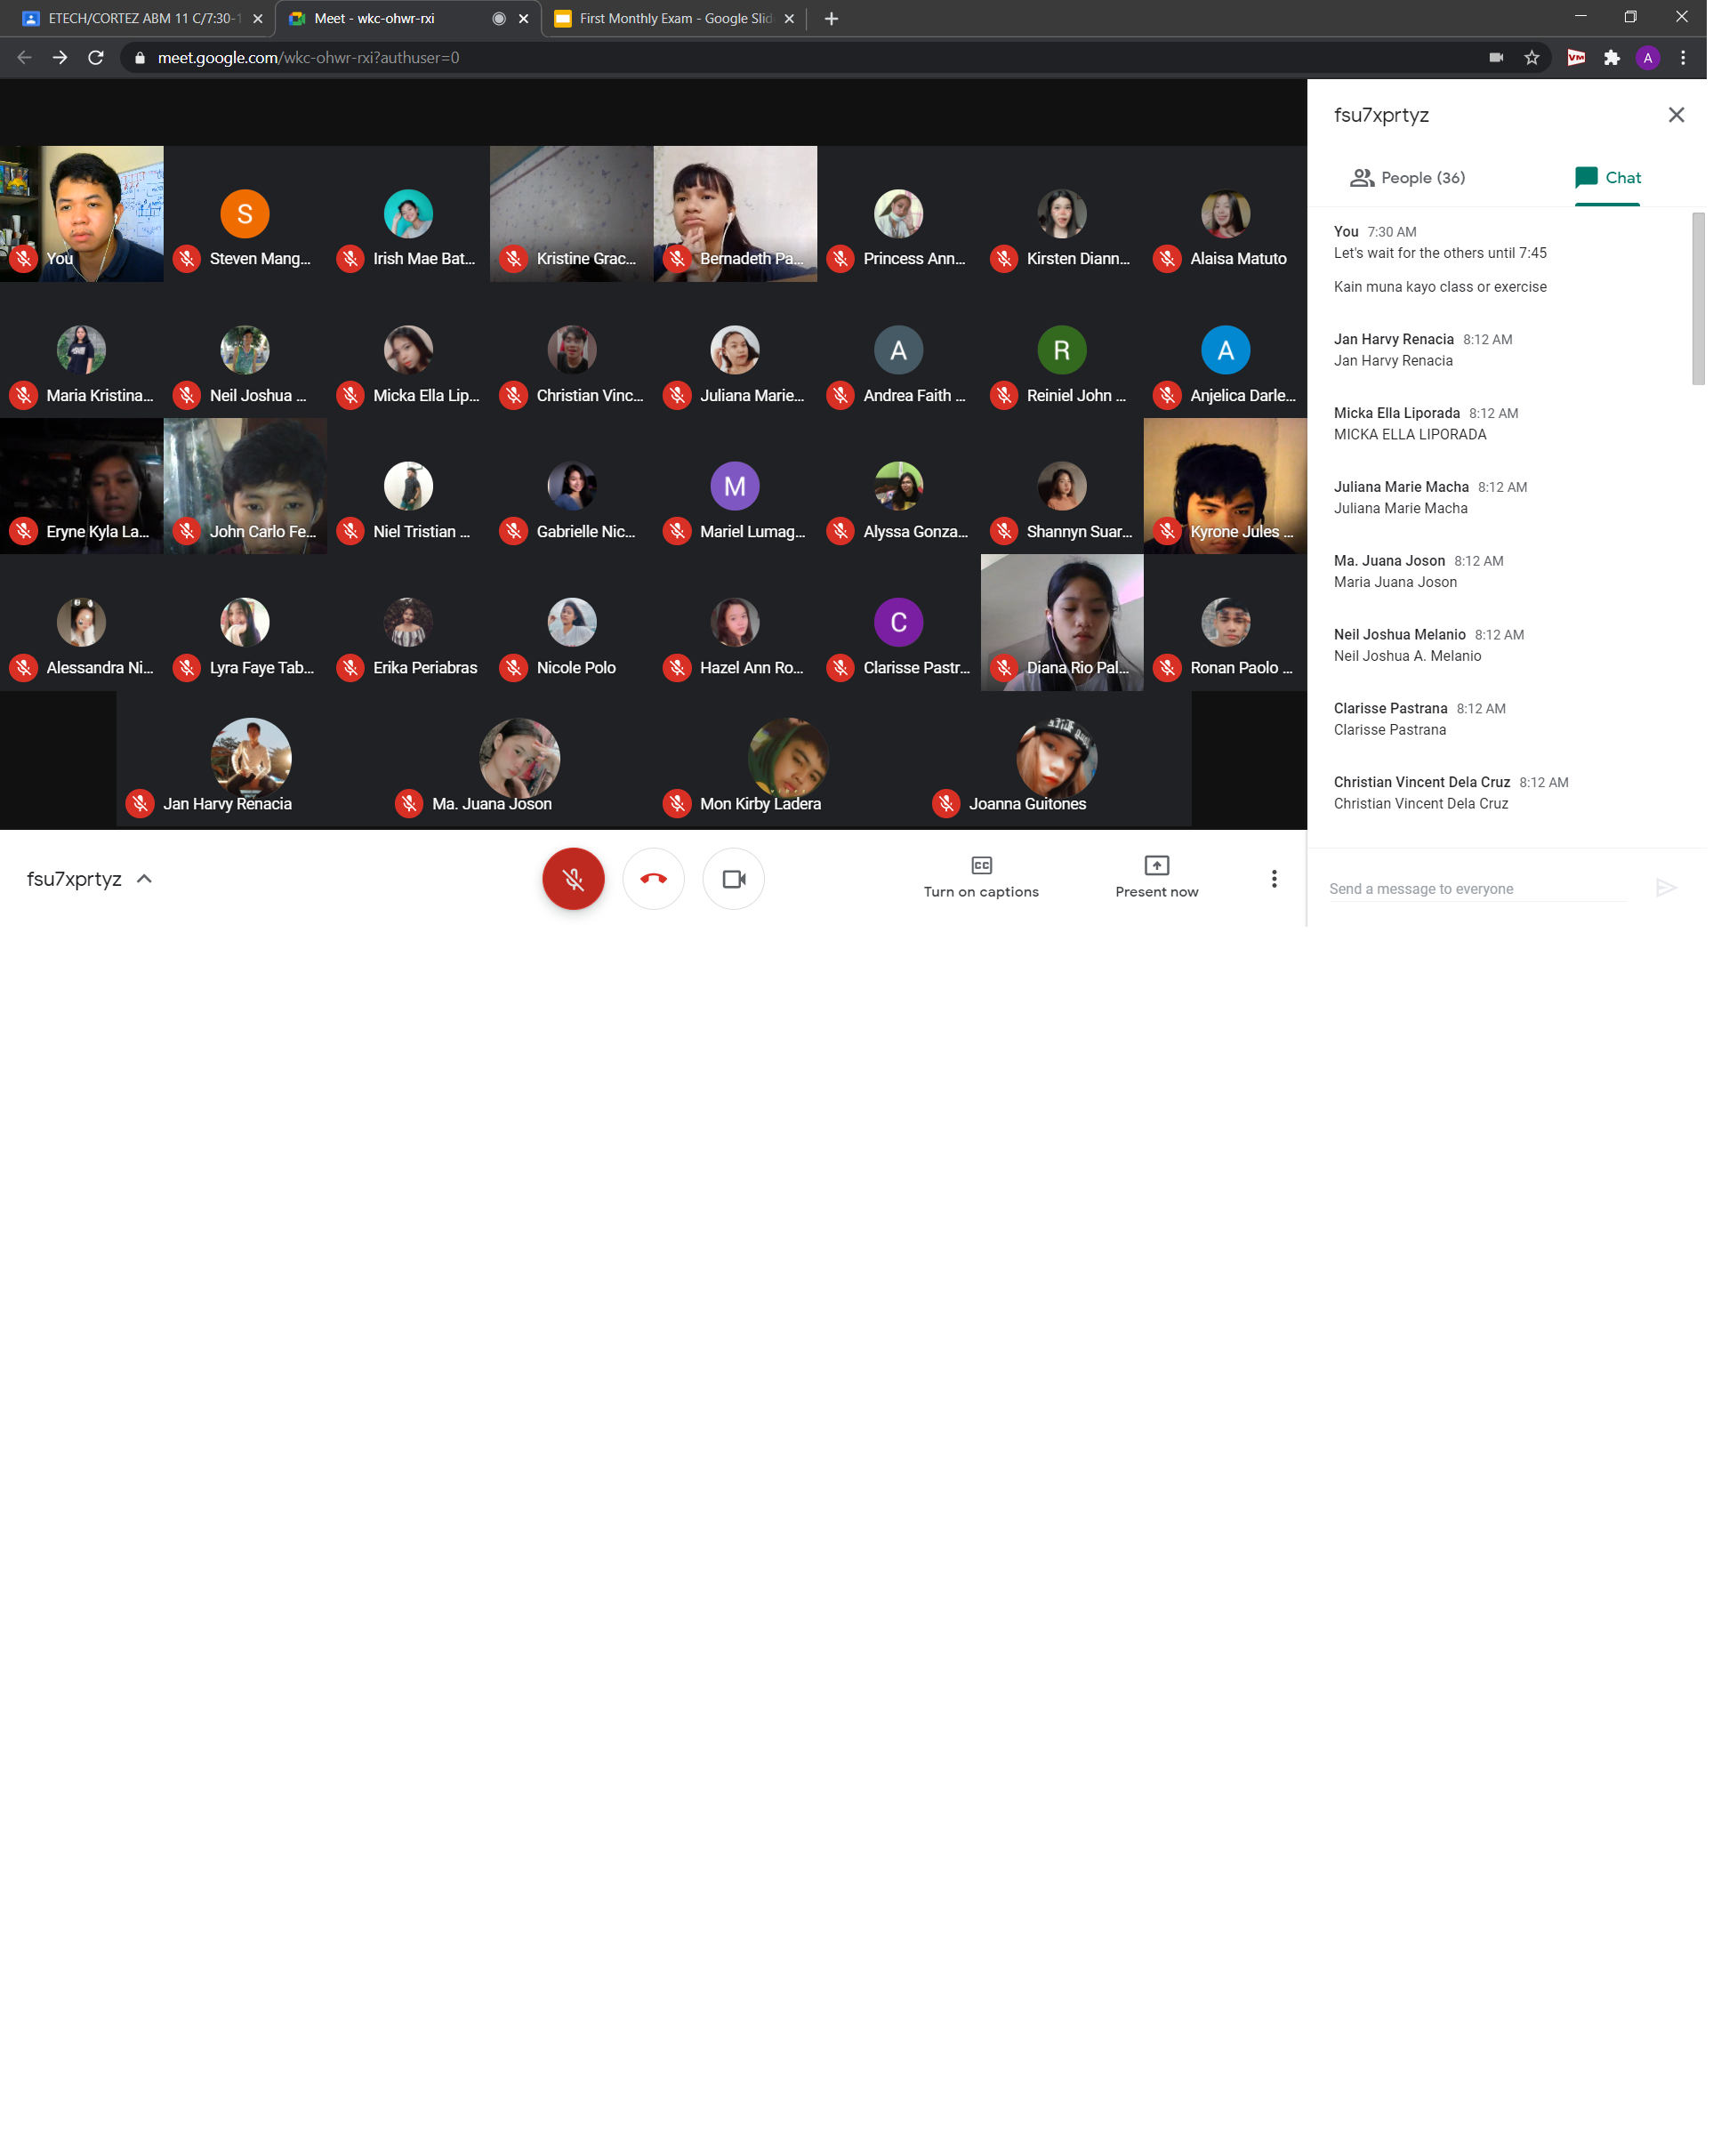 ETECH/CORTEZ ABM 11 C/7:30-1
Meet - wkc-ohwr-rxi
First Monthly Exam - Google Slid
meet.google.com/wkc-ohwr-rxi?authuser=0
VM
A
You
S
Steven Mang...
Irish Mae Bat...
Kristine Grac...
Bernadeth Pa...
Princess Ann...
Kirsten Diann...
Alaisa Matuto
Maria Kristina...
Neil Joshua ...
Micka Ella Lip...
Christian Vinc...
Juliana Marie...
A
Andrea Faith ...
R
Reiniel John ...
A
Anjelica Darle...
Eryne Kyla La...
John Carlo Fe...
Niel Tristian ...
Gabrielle Nic...
M
Mariel Lumag...
Alyssa Gonza...
Shannyn Suar...
Kyrone Jules ...
Alessandra Ni...
Lyra Faye Tab...
Erika Periabras
Nicole Polo
Hazel Ann Ro...
C
Clarisse Pastr...
Diana Rio Pal...
Ronan Paolo ...
Jan Harvy Renacia
Ma. Juana Joson
Mon Kirby Ladera
Joanna Guitones
fsu7xprtyz
CC
Turn on captions
Present now
fsu7xprtyz
People (36)
Chat
You 7:30 AM
Let's wait for the others until 7:45
Kain muna kayo class or exercise
Jan Harvy Renacia 8:12 AM
Jan Harvy Renacia
Micka Ella Liporada 8:12 AM
MICKA ELLA LIPORADA
Juliana Marie Macha 8:12 AM
Juliana Marie Macha
Ma. Juana Joson 8:12 AM
Maria Juana Joson
Neil Joshua Melanio 8:12 AM
Neil Joshua A. Melanio
Clarisse Pastrana 8:12 AM
Clarisse Pastrana
Christian Vincent Dela Cruz 8:12 AM
Christian Vincent Dela Cruz
Send a message to everyone